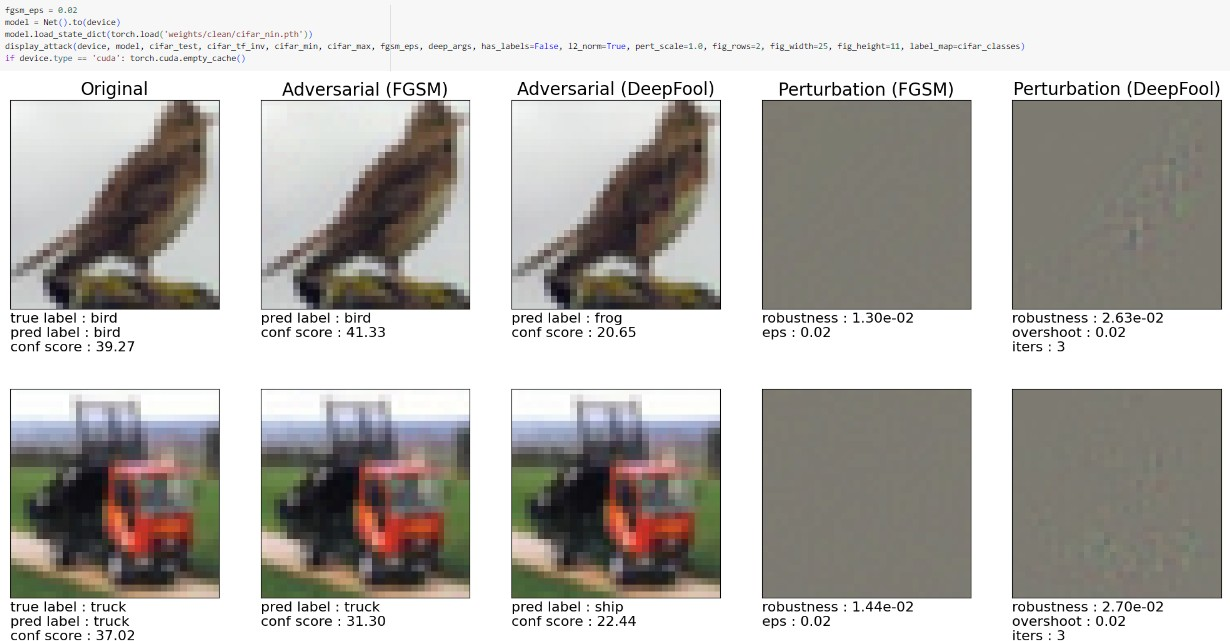 fgsm_eps = 0.02
model = Net().to(device)
model.load_state_dict(torch.load('weights/clean/cifar_nin.pth'))
display_attack(device, model, cifar_test, cifar_tf_inv, cifar_min, cifar_max, fgsm_eps, deep_args, has_labels=False, l2_norm=True, pert_scale=1.0, fig_rows=2, fig_width=25, fig_height=11, label_map=cifar_classes)
if device.type == 'cuda': torch.cuda.empty_cache()
Original Adversarial (FGSM) Adversarial (DeepFool) Perturbation (FGSM) Perturbation (DeepFool)
true label : bird
pred label : bird
conf score : 39.27
pred label : bird
conf score : 41.33
pred label : frog
conf score : 20.65
robustness : 1.30e-02
eps : 0.02
robustness : 2.63e-02
overshoot : 0.02
iters : 3
true label : truck
pred label : truck
conf score : 37.02
pred label : truck
conf score : 31.30
pred label : ship
conf score : 22.44
robustness : 1.44e-02
eps : 0.02
robustness : 2.70e-02
overshoot : 0.02
iters : 3